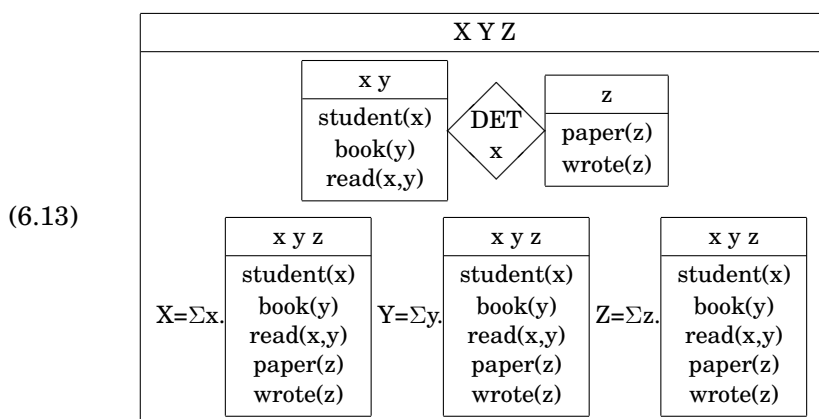 X Y Z
x y
student(x)
book(y)
read(x,y)
DET
x
z
paper(z)
wrote(z)
(6.13)
X=Σx.
x y z
student(x)
book(y)
read(x,y)
paper(z)
wrote(z)
Y=Σy.
x y z
student(x)
book(y)
read(x,y)
paper(z)
wrote(z)
Z=Σz.
x y z
student(x)
book(y)
read(x,y)
paper(z)
wrote(z)